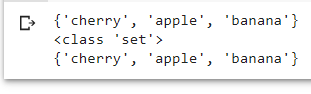 {'cherry', 'apple', 'banana'}
<class 'set'>
{'cherry', 'apple', 'banana'}